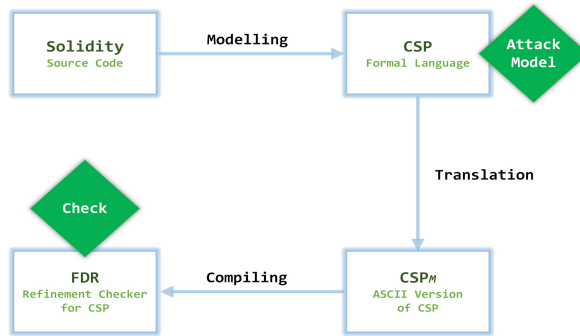 Solidity
Source Code
Modelling
CSP
Formal Language
Attack
Model
Translation
Check
FDR
Refinement Checker
for CSP
Compiling
CSPM
ASCII Version
of CSP